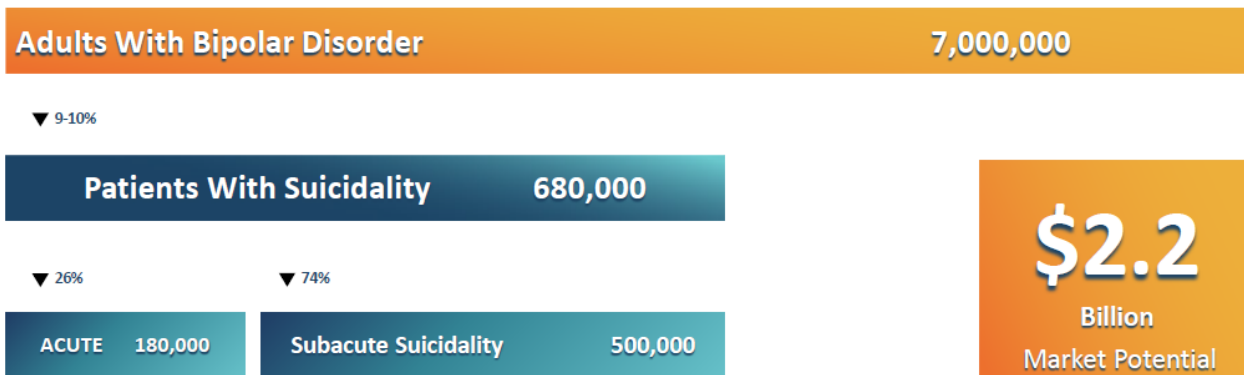 Adults With Bipolar Disorder 7,000,000
▼ 9-10%
Patients With Suicidality 680,000
▼ 26% ▼ 74%
ACUTE 180,000 Subacute Suicidality 500,000
$2.2
Billion
Market Potential